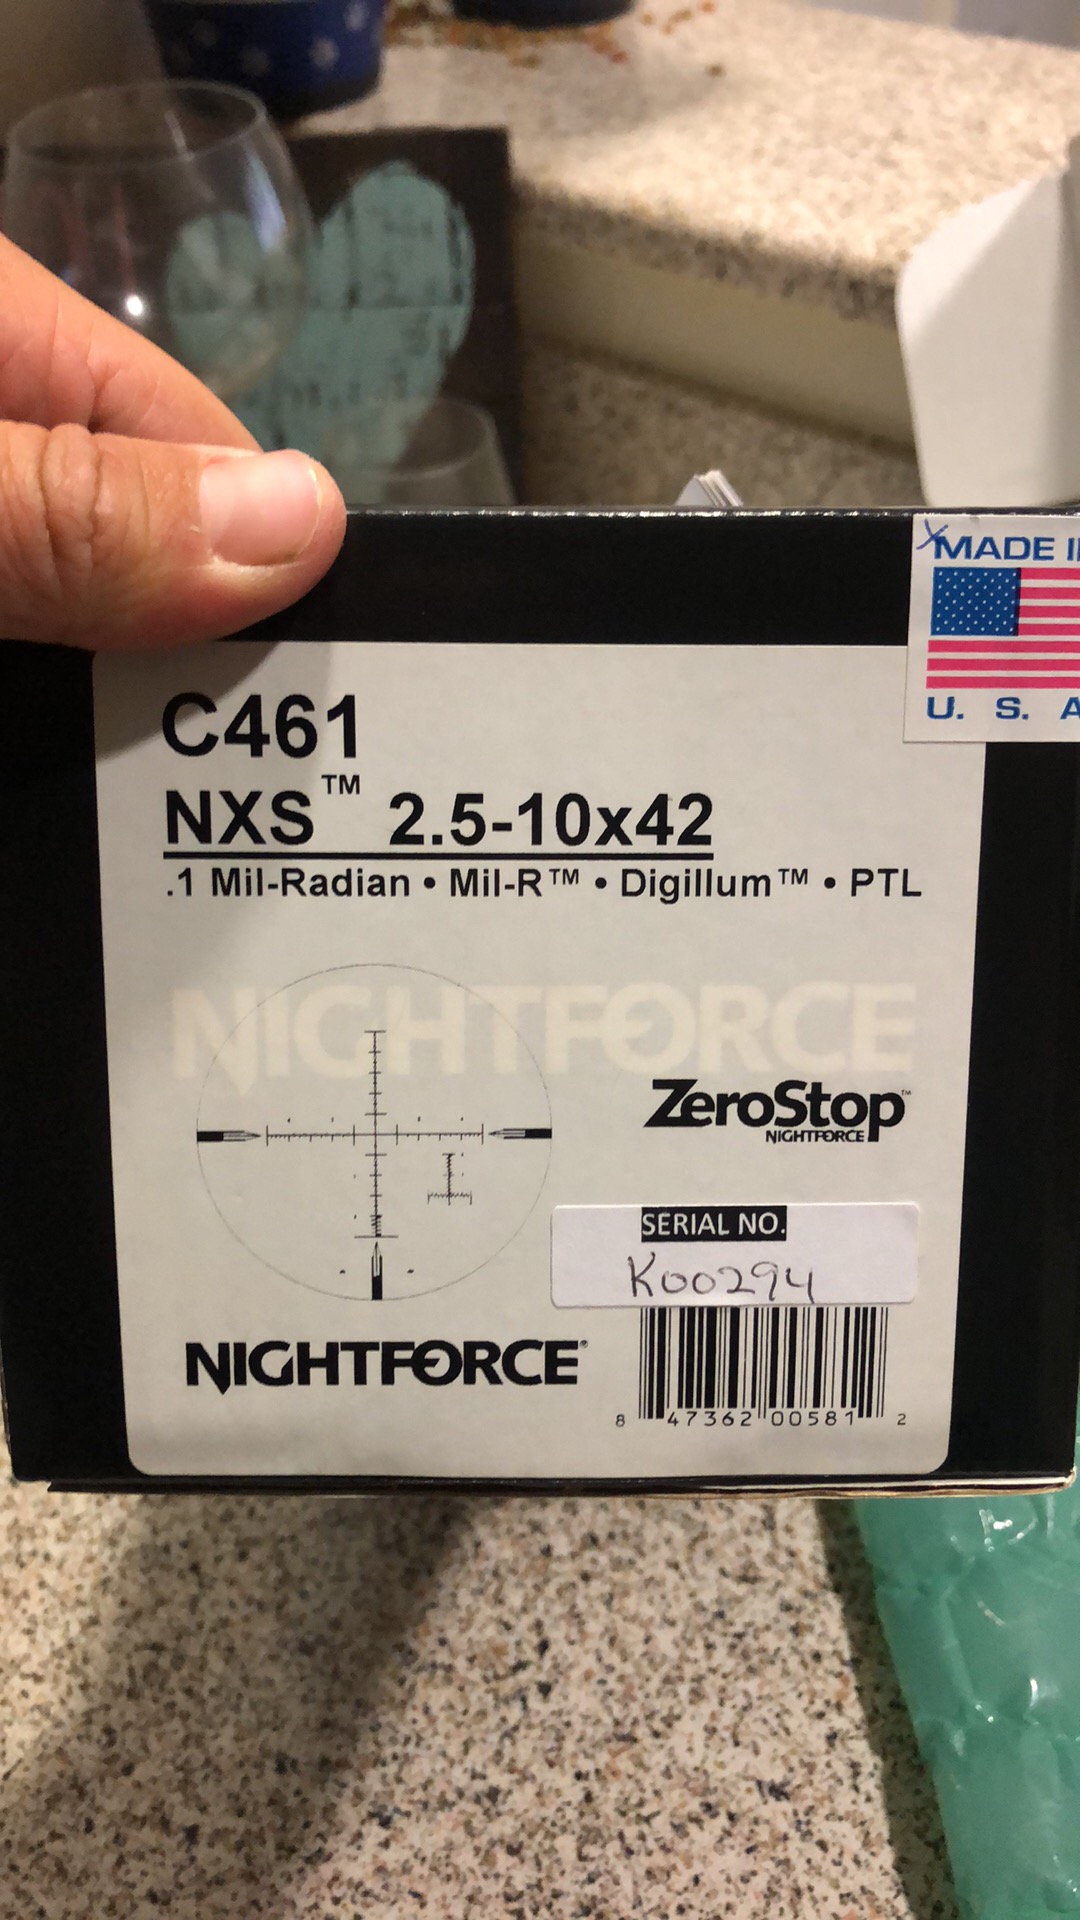 MADE I
U. S. A
C461
NXS™ 2.5-10x42
.1 Mil-Radian • Mil-R™ • Digillum™ • PTL
NIGHTFORCE
ZeroStop™
NIGHTFORCE
SERIAL NO.
K00294
NIGHTFORCE®
8 47362 00581 2